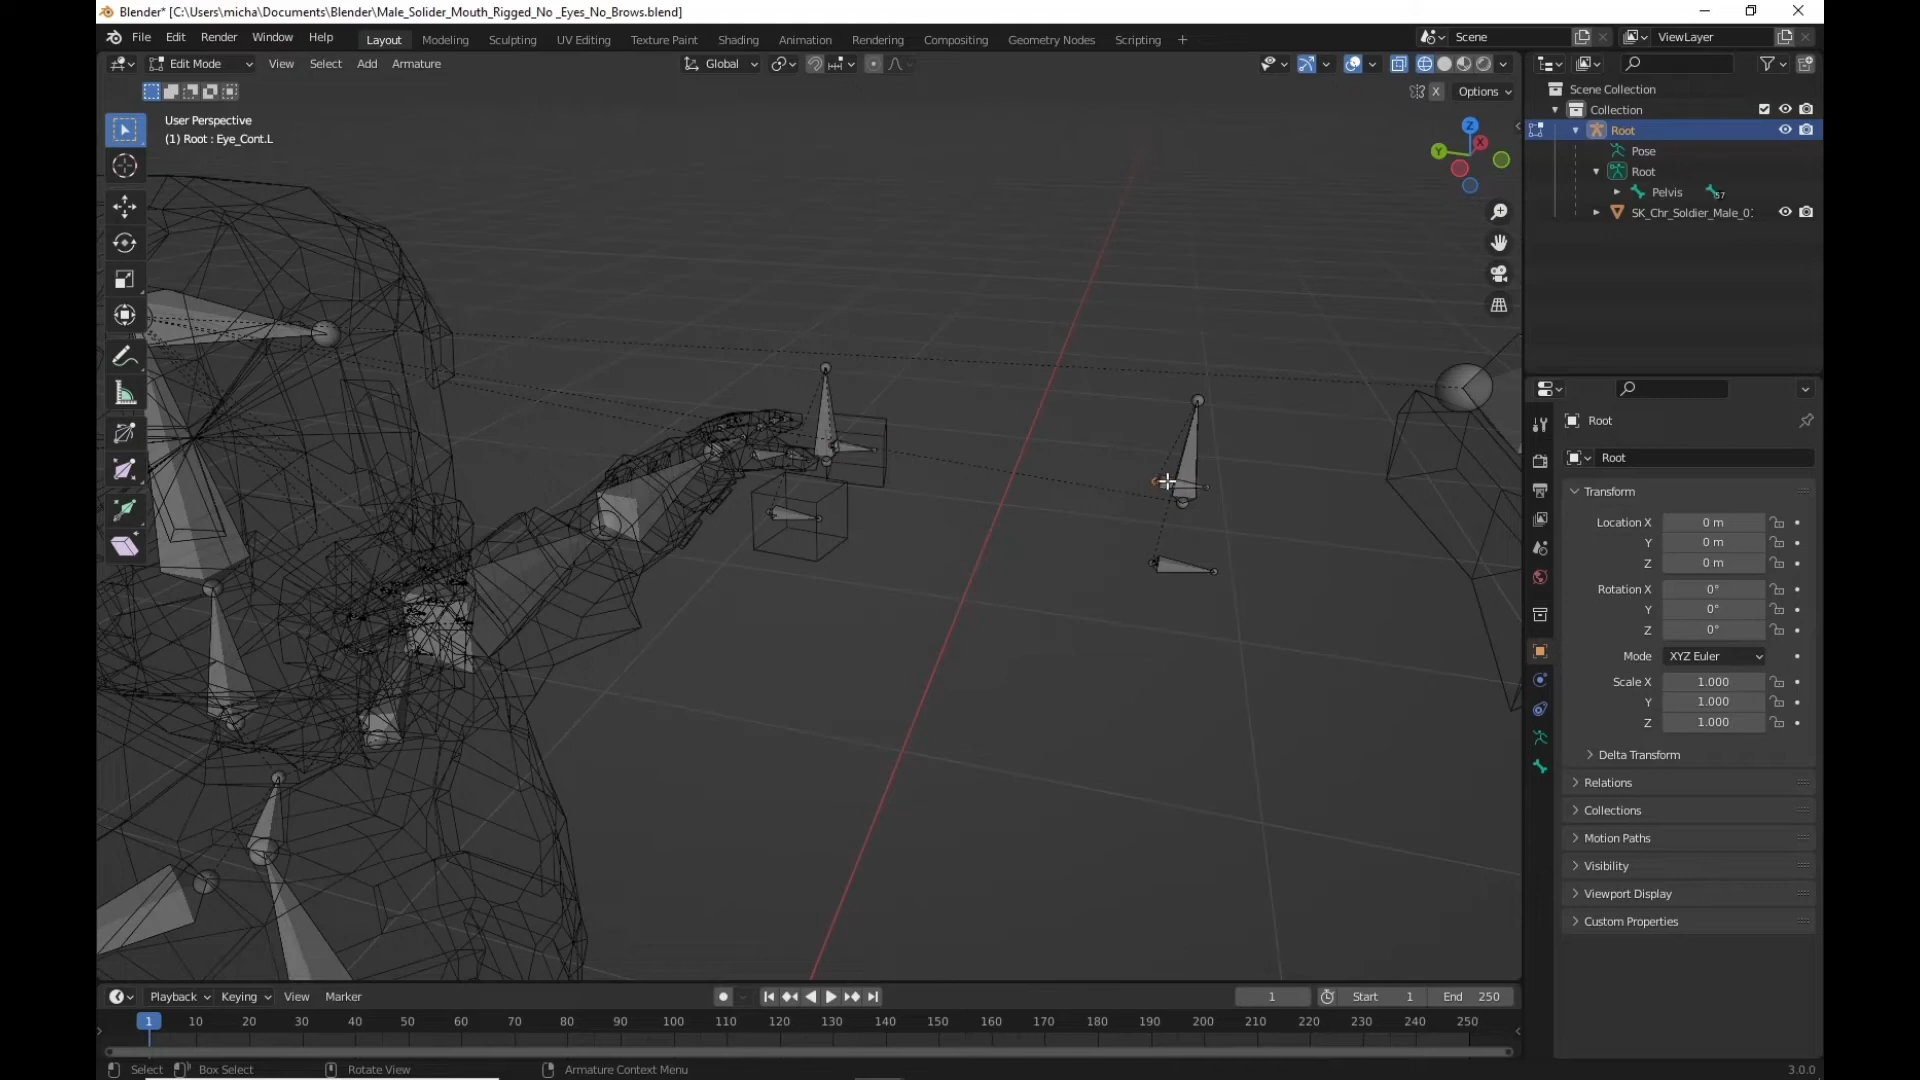 Blender* [C:\Users\micha\Documents\Blender\Male_Solider_Mouth_Rigged_No _Eyes_No_Brows.blend]
File Edit Render Window Help Layout Modeling Sculpting UV Editing Texture Paint Shading Animation Rendering Compositing Geometry Nodes Scripting + Scene ViewLayer
Edit Mode View Select Add Armature Global
X Options
User Perspective
(1) Root : Eye_Cont.L
Z
X
Y
Scene Collection
Collection
Root
Pose
Root
Pelvis 57
SK_Chr_Soldier_Male_0:
Root
Root
Transform
Location X 0 m
Y 0 m
Z 0 m
Rotation X 0°
Y 0°
Z 0°
Mode XYZ Euler
Scale X 1.000
Y 1.000
Z 1.000
Delta Transform
Relations
Collections
Motion Paths
Visibility
Viewport Display
Custom Properties
Playback Keying View Marker 1 Start 1 End 250
1 10 20 30 40 50 60 70 80 90 100 110 120 130 140 150 160 170 180 190 200 210 220 230 240 250
Select Box Select Rotate View Armature Context Menu 3.0.0